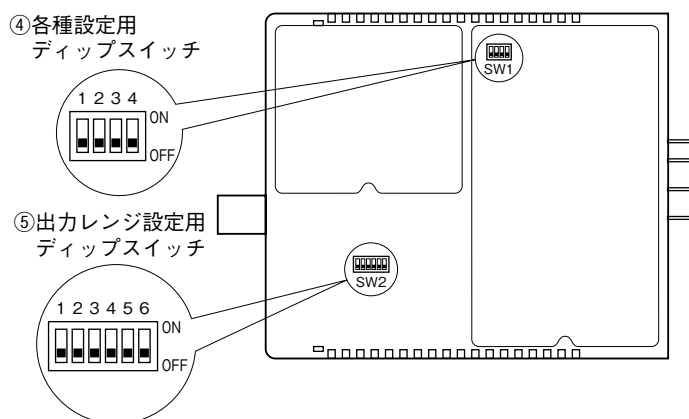 ④各種設定用
ディップスイッチ
1 2 3 4
ON
OFF
SW1
⑤出力レンジ設定用
ディップスイッチ
1 2 3 4 5 6
ON
OFF
SW2